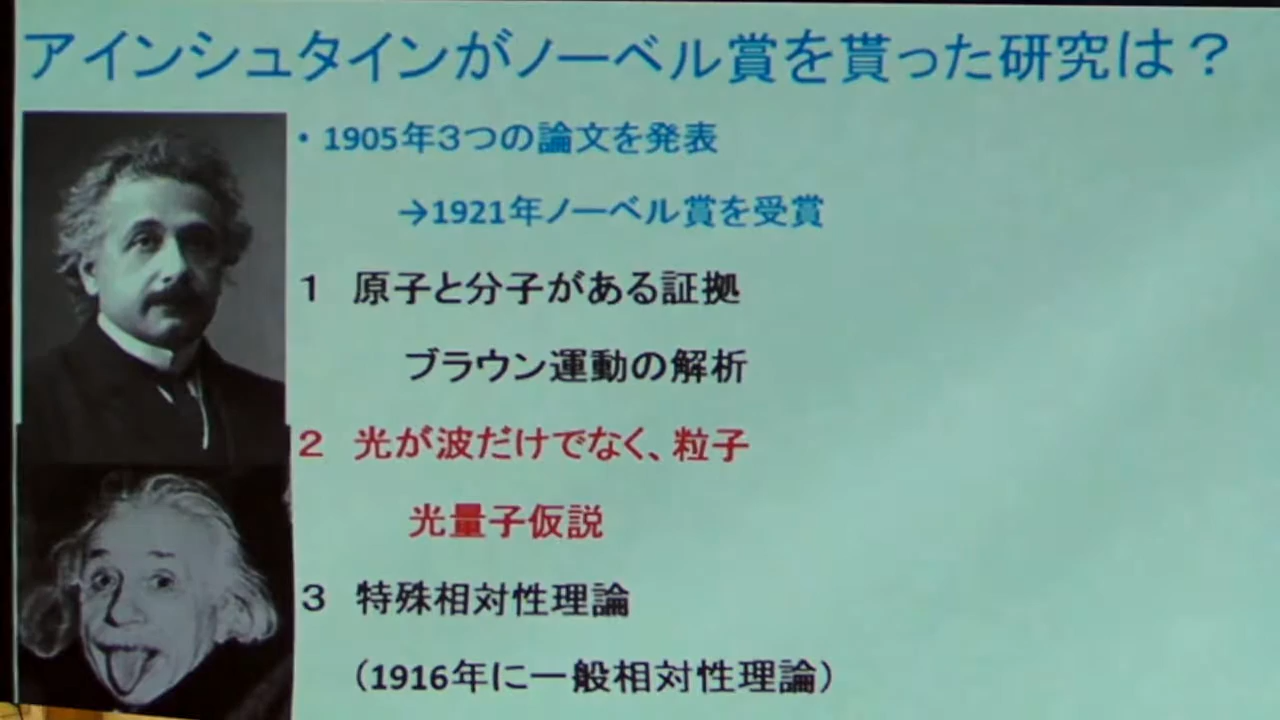 アインシュタインがノーベル賞を貰った研究は？
・1905年３つの論文を発表
→1921年ノーベル賞を受賞
１ 原子と分子がある証拠
ブラウン運動の解析
２ 光が波だけでなく、粒子
光量子仮説
３ 特殊相対性理論
（1916年に一般相対性理論）